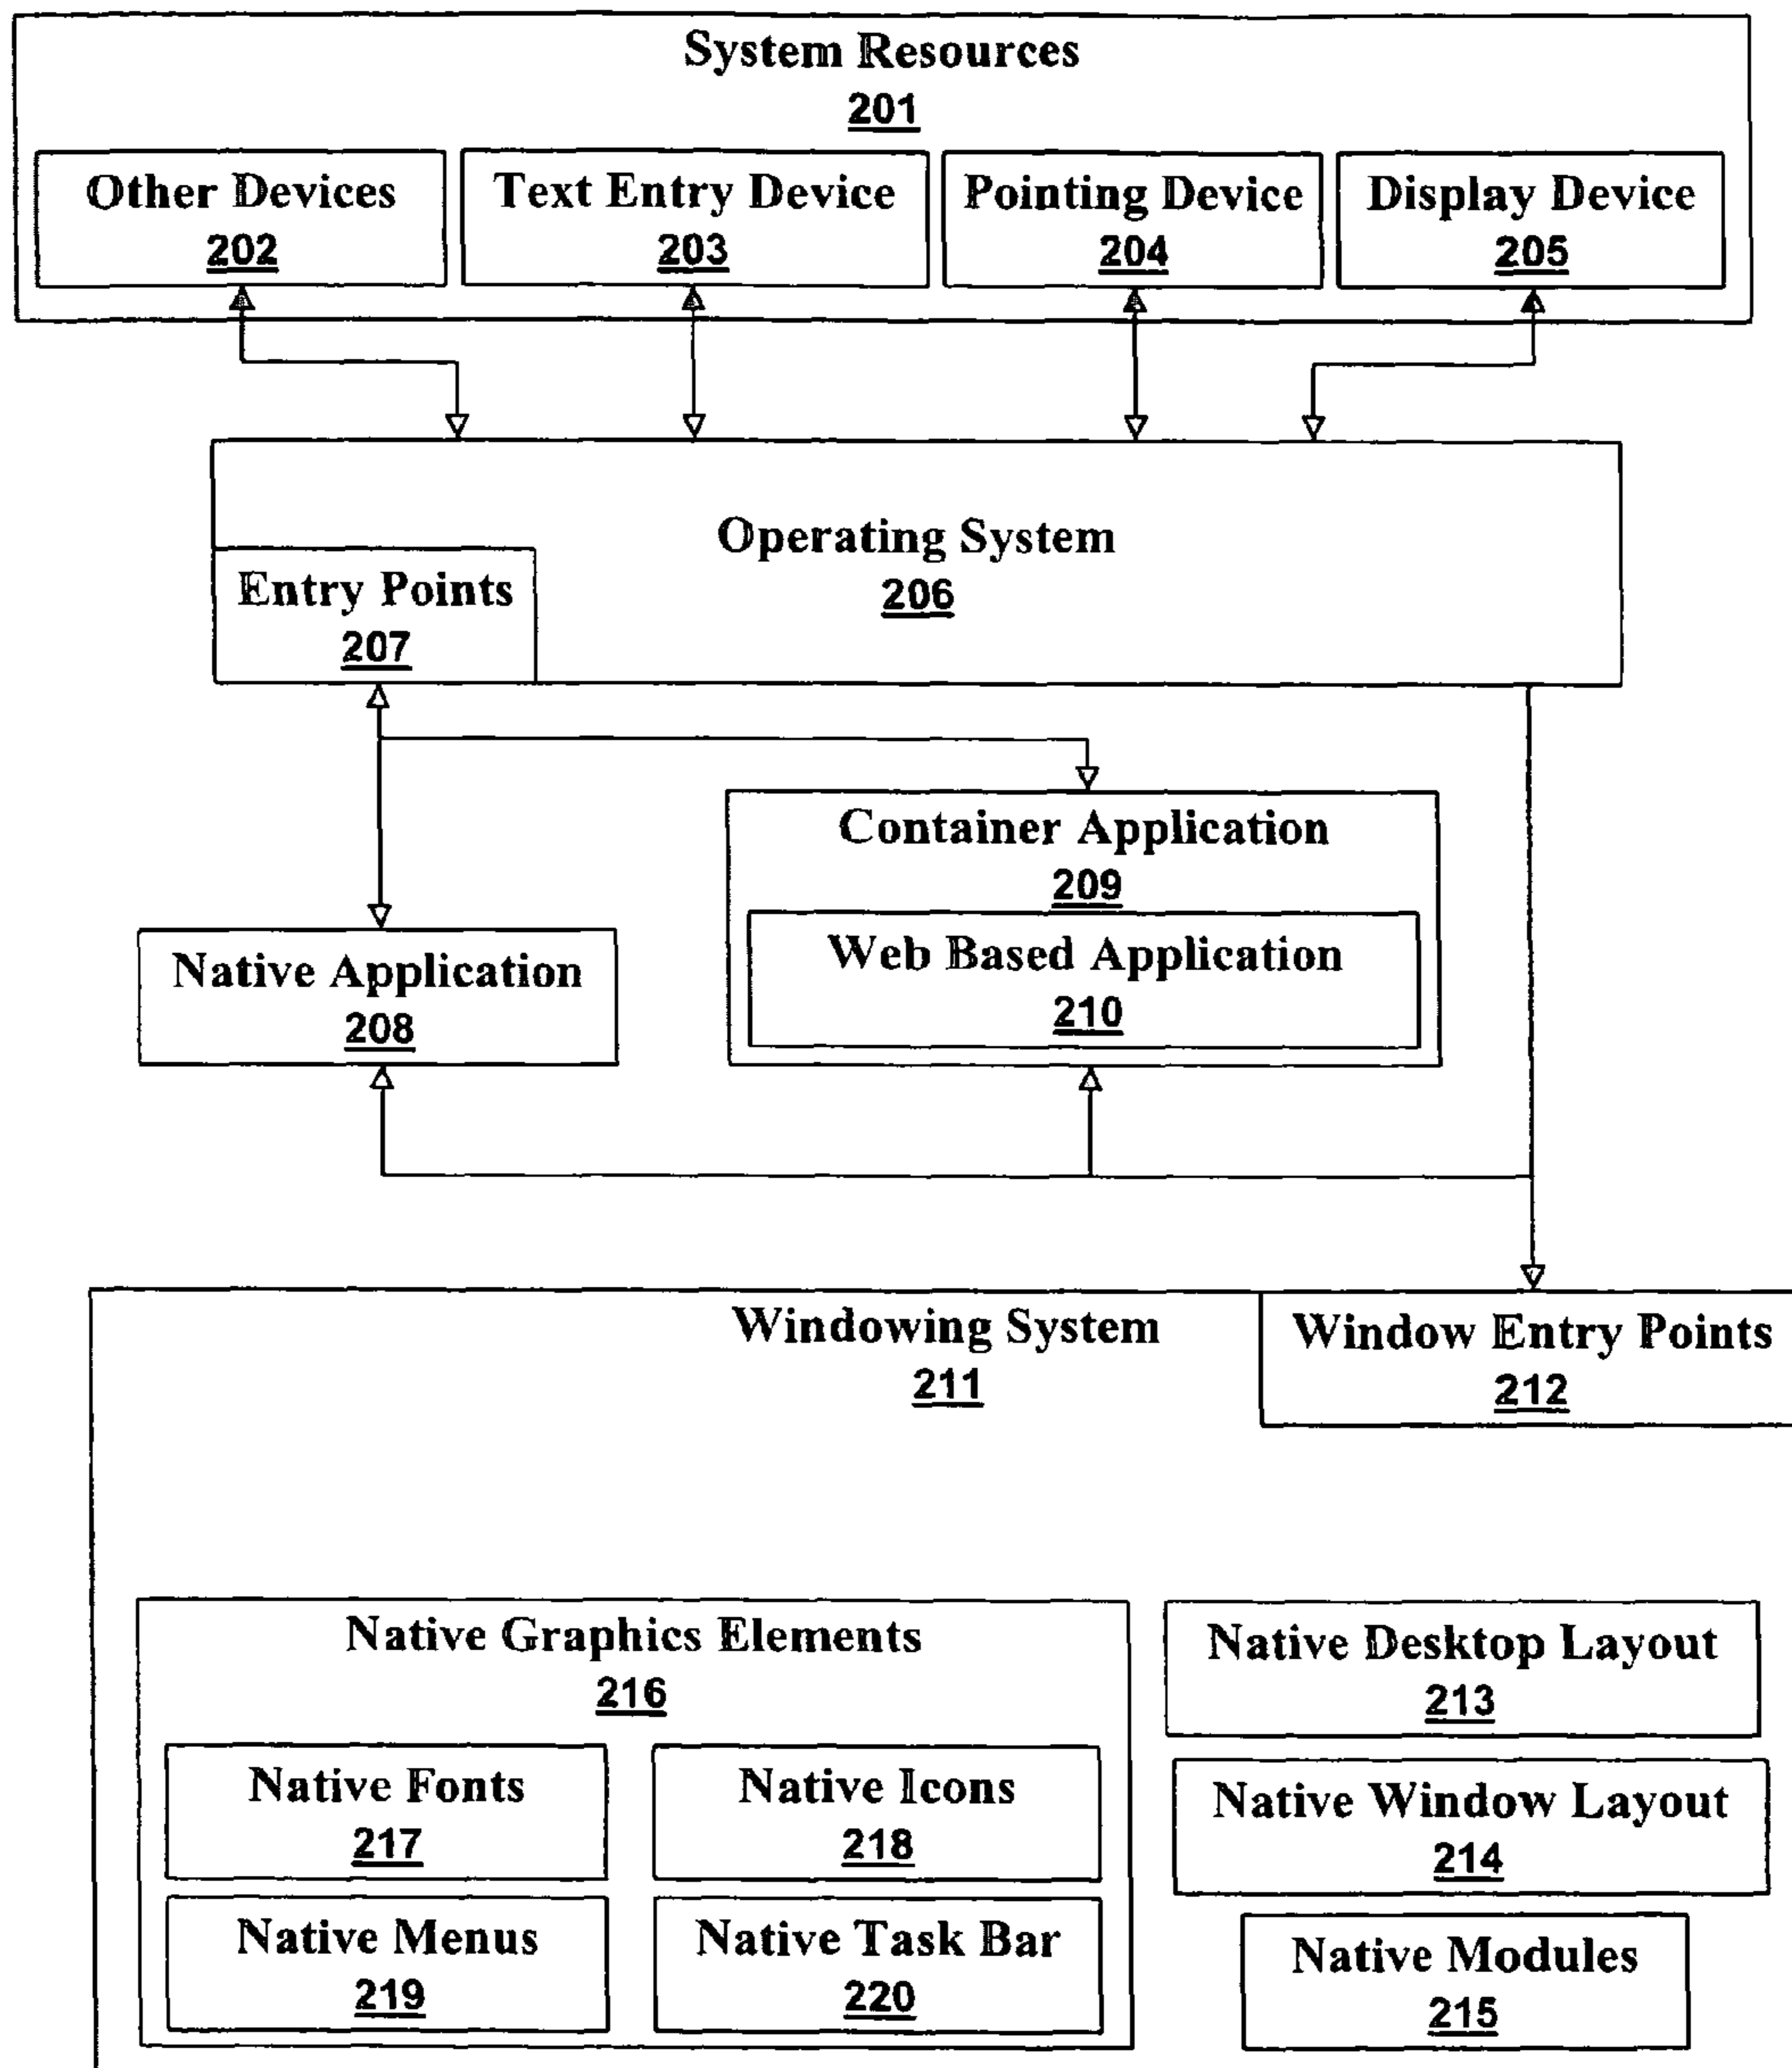 System Resources
201
Other Devices
202
Text Entry Device
203
Pointing Device
204
Display Device
205
Operating System
206
Entry Points
207
Container Application
209
Web Based Application
210
Native Application
208
Windowing System
211
Window Entry Points
212
Native Graphics Elements
216
Native Fonts
217
Native Icons
218
Native Menus
219
Native Task Bar
220
Native Desktop Layout
213
Native Window Layout
214
Native Modules
215